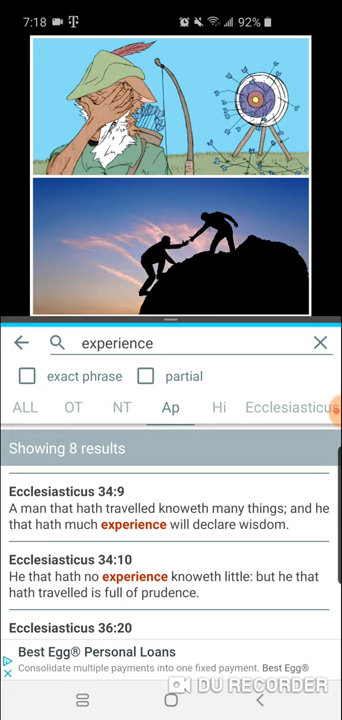 7:18 92%
experience
exact phrase partial
ALL OT NT Ap Hi Ecclesiasticus
Showing 8 results
Ecclesiasticus 34:9
A man that hath travelled knoweth many things; and he
that hath much experience will declare wisdom.
Ecclesiasticus 34:10
He that hath no experience knoweth little: but he that
hath travelled is full of prudence.
Ecclesiasticus 36:20
Best Egg® Personal Loans
Consolidate multiple payments into one fixed payment. Best Egg®
DU RECORDER